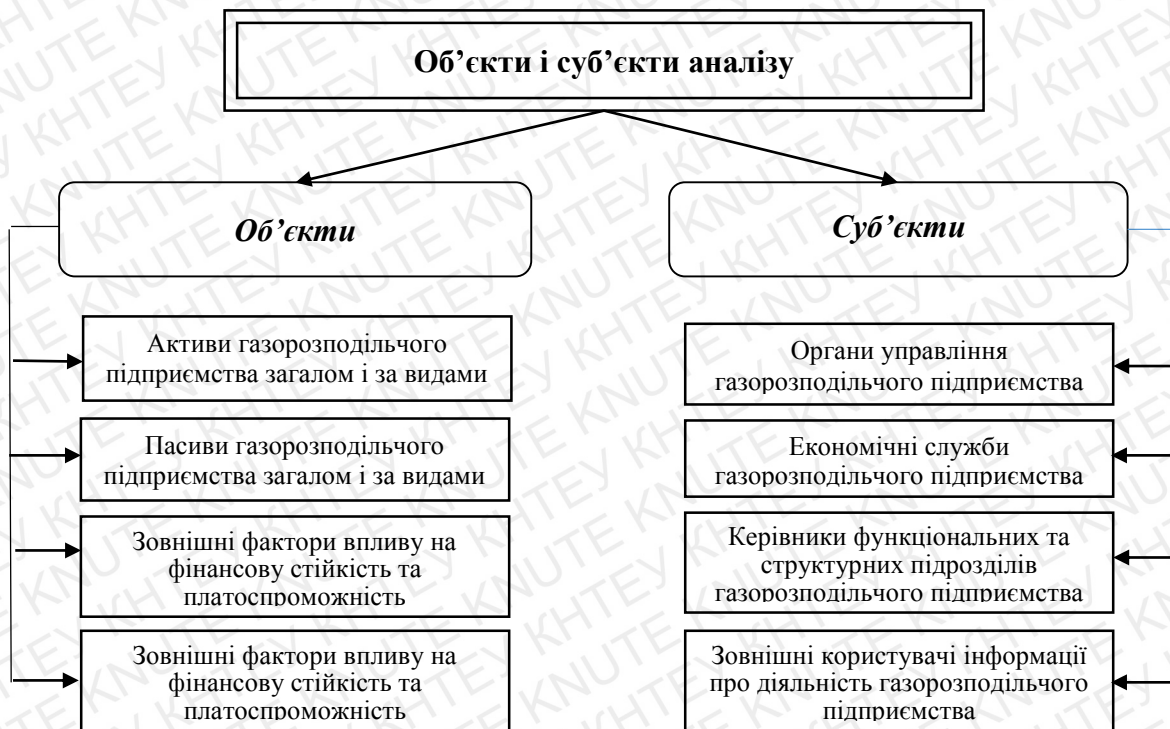 Об’єкти і суб’єкти аналізу
Об’єкти
Суб’єкти
Активи газорозподільчого
підприємства загалом і за видами
Пасиви газорозподільчого
підприємства загалом і за видами
Зовнішні фактори впливу на
фінансову стійкість та
платоспроможність
Зовнішні фактори впливу на
фінансову стійкість та
платоспроможність
Органи управління
газорозподільчого підприємства
Економічні служби
газорозподільчого підприємства
Керівники функціональних та
структурних підрозділів
газорозподільчого підприємства
Зовнішні користувачі інформації
про діяльність газорозподільчого
підприємства